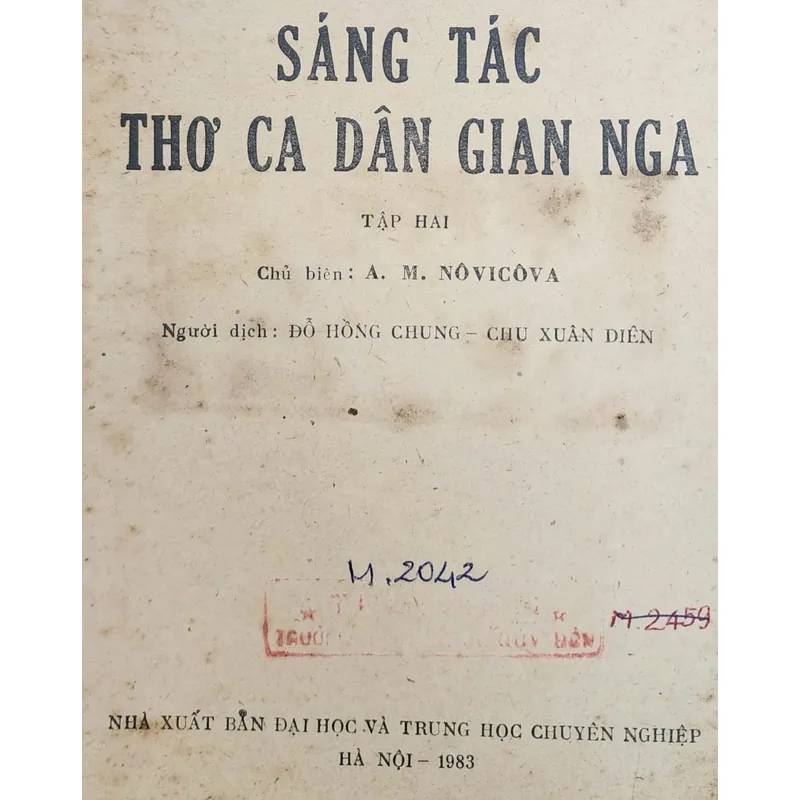 SÁNG TÁC
THƠ CA DÂN GIAN NGA
TẬP HAI
Chủ biên: A. M. NÔVICÔVA
Người dịch: ĐỖ HỒNG CHUNG – CHU XUÂN DIÊN
M.2042
M.2459
NHÀ XUẤT BẢN ĐẠI HỌC VÀ TRUNG HỌC CHUYÊN NGHIỆP
HÀ NỘI – 1983